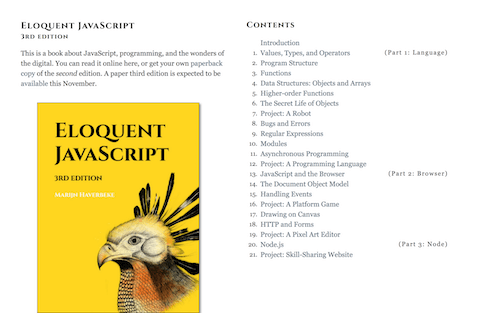 Eloquent JavaScript
3rd edition
This is a book about JavaScript, programming, and the wonders of
the digital. You can read it online here, or get your own paperback
copy of the second edition. A paper third edition is expected to be
available this November.
Eloquent
JavaScript
3rd edition
Marijn Haverbeke
Contents
Introduction
1. Values, Types, and Operators (Part 1: Language)
2. Program Structure
3. Functions
4. Data Structures: Objects and Arrays
5. Higher-order Functions
6. The Secret Life of Objects
7. Project: A Robot
8. Bugs and Errors
9. Regular Expressions
10. Modules
11. Asynchronous Programming
12. Project: A Programming Language
13. JavaScript and the Browser (Part 2: Browser)
14. The Document Object Model
15. Handling Events
16. Project: A Platform Game
17. Drawing on Canvas
18. HTTP and Forms
19. Project: A Pixel Art Editor
20. Node.js (Part 3: Node)
21. Project: Skill-Sharing Website